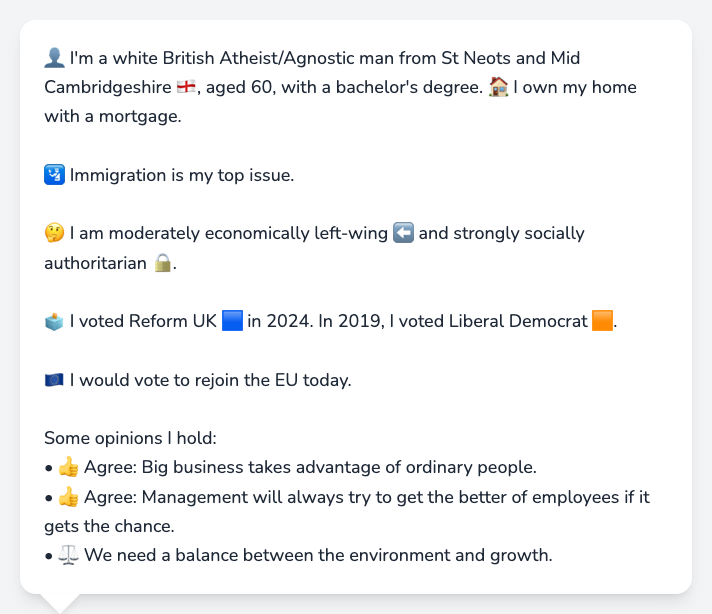 👤 I'm a white British Atheist/Agnostic man from St Neots and Mid
Cambridgeshire 🏴󠁧󠁢󠁥󠁮󠁧󠁿, aged 60, with a bachelor's degree. 🏠 I own my home
with a mortgage.
🛂 Immigration is my top issue.
🤔 I am moderately economically left-wing ⬅️ and strongly socially
authoritarian 🔒.
🗳️ I voted Reform UK 🟦 in 2024. In 2019, I voted Liberal Democrat 🟧.
🇪🇺 I would vote to rejoin the EU today.
Some opinions I hold:
• 👍 Agree: Big business takes advantage of ordinary people.
• 👍 Agree: Management will always try to get the better of employees if it
gets the chance.
• ⚖️ We need a balance between the environment and growth.